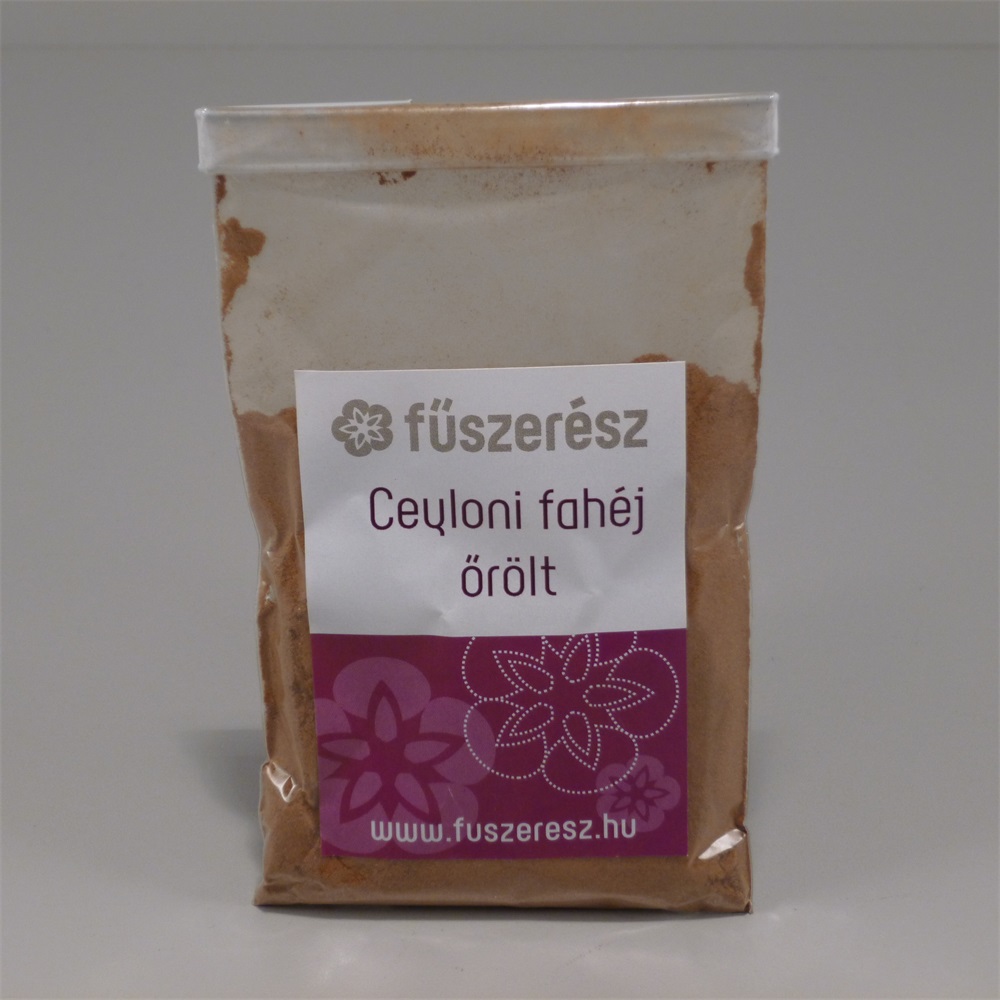 fűszerész
Ceyloni fahéj
őrölt
www.fuszeresz.hu